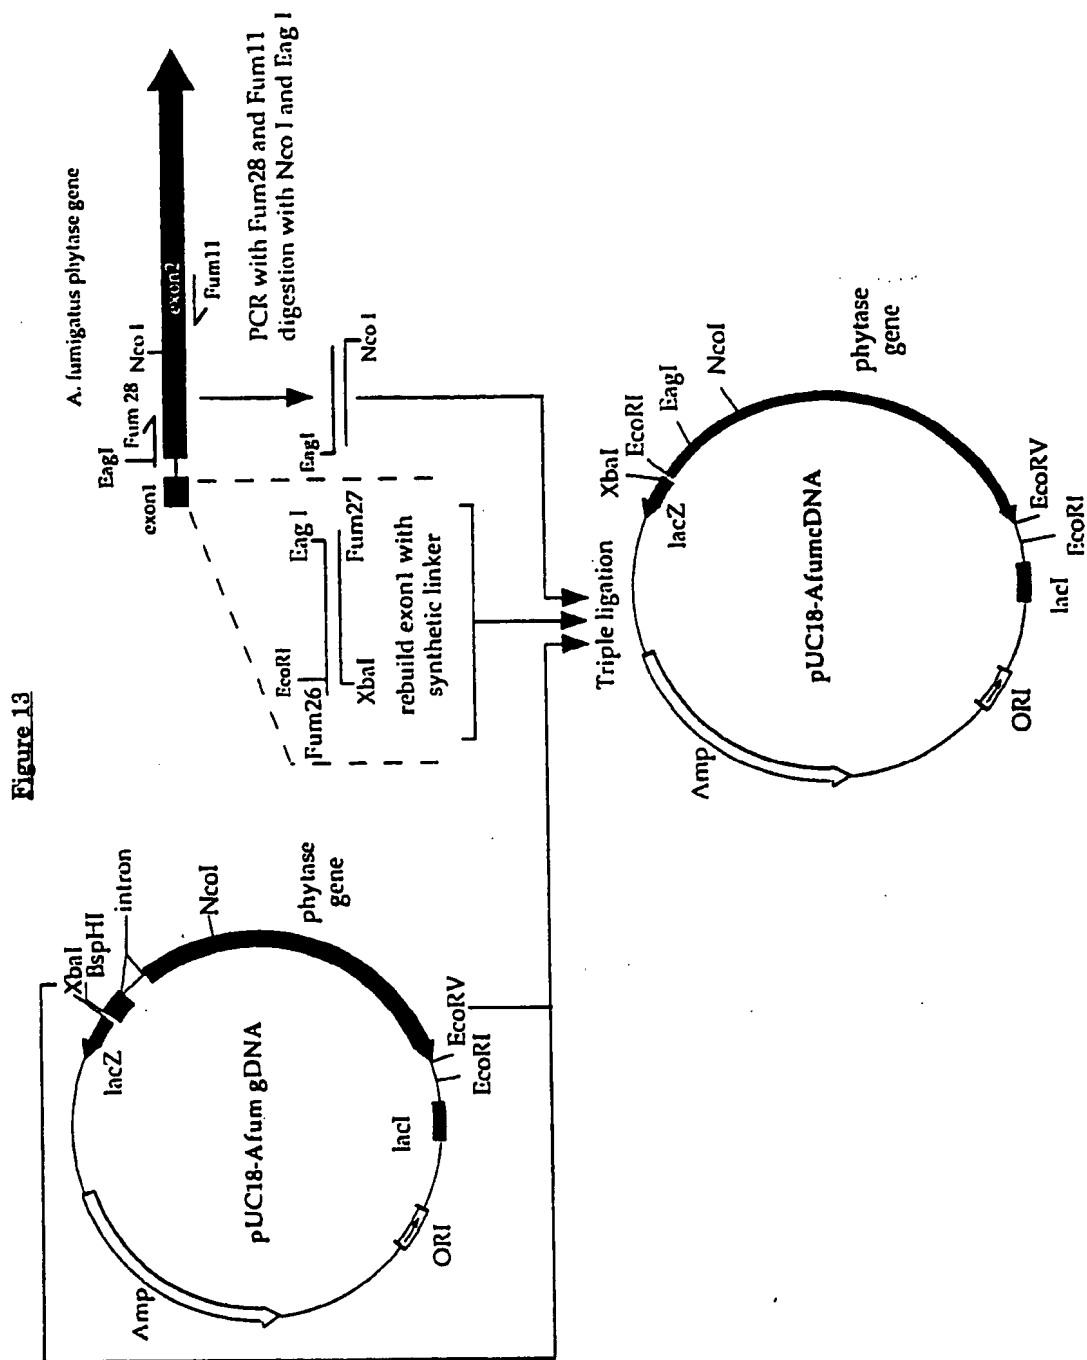 Figure 13
A. fumigatus phytase gene
EagI
Fum 28
Nco I
exon1
exon2
Fum11
PCR with Fum28 and Fum11
digestion with Nco I and Eag I
EagI
Nco I
EcoRI
Fum26
Eag I
XbaI
Fum27
rebuild exon1 with
synthetic linker
XbaI
BspHI
intron
NcoI
lacZ
phytase
gene
pUC18-Afum gDNA
Amp
EcoRV
EcoRI
lacI
ORI
Triple ligation
XbaI
EcoRI
EagI
NcoI
lacZ
phytase
gene
pUC18-AfumcDNA
Amp
EcoRV
EcoRI
lacI
ORI